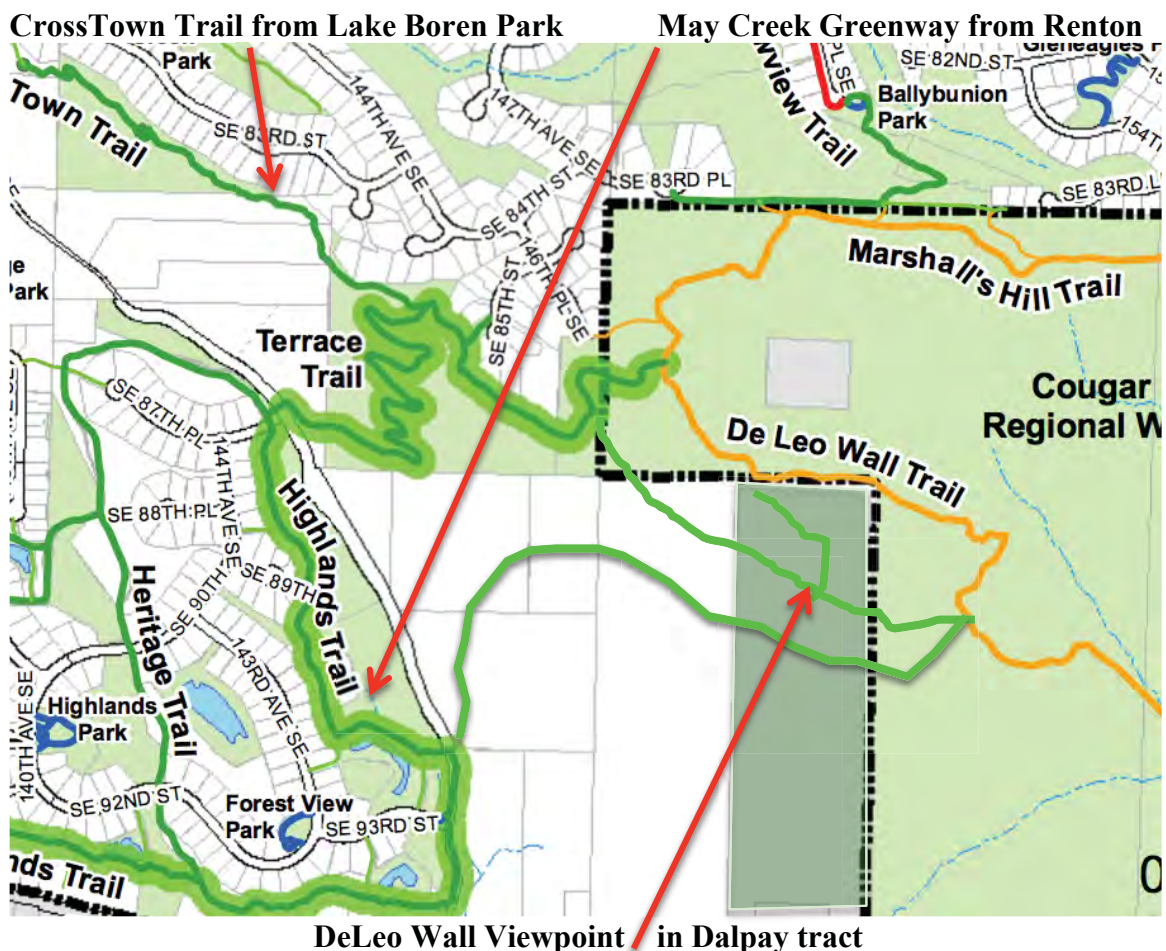 CrossTown Trail from Lake Boren Park
May Creek Greenway from Renton
Park
144TH AVE SE
147TH AVE SE
PL SE
SE 82ND ST
Ballybunion
Park
154TH
Town Trail
SE 83RD ST
wview Trail
SE 83RD PL
SE 83RD L
SE 84TH ST
146TH PL SE
Marshall's Hill Trail
Park
SE 85TH ST
Terrace
Trail
Cougar
Regional W
SE 87TH PL
De Leo Wall Trail
144TH AVE SE
Highlands Trail
SE 88TH PL
SE 89TH
SE 90TH
Heritage Trail
143RD AVE SE
140TH AVE SE
Highlands
Park
SE 92ND ST
Forest View
Park
SE 93RD ST
nds Trail
0
DeLeo Wall Viewpoint in Dalpay tract